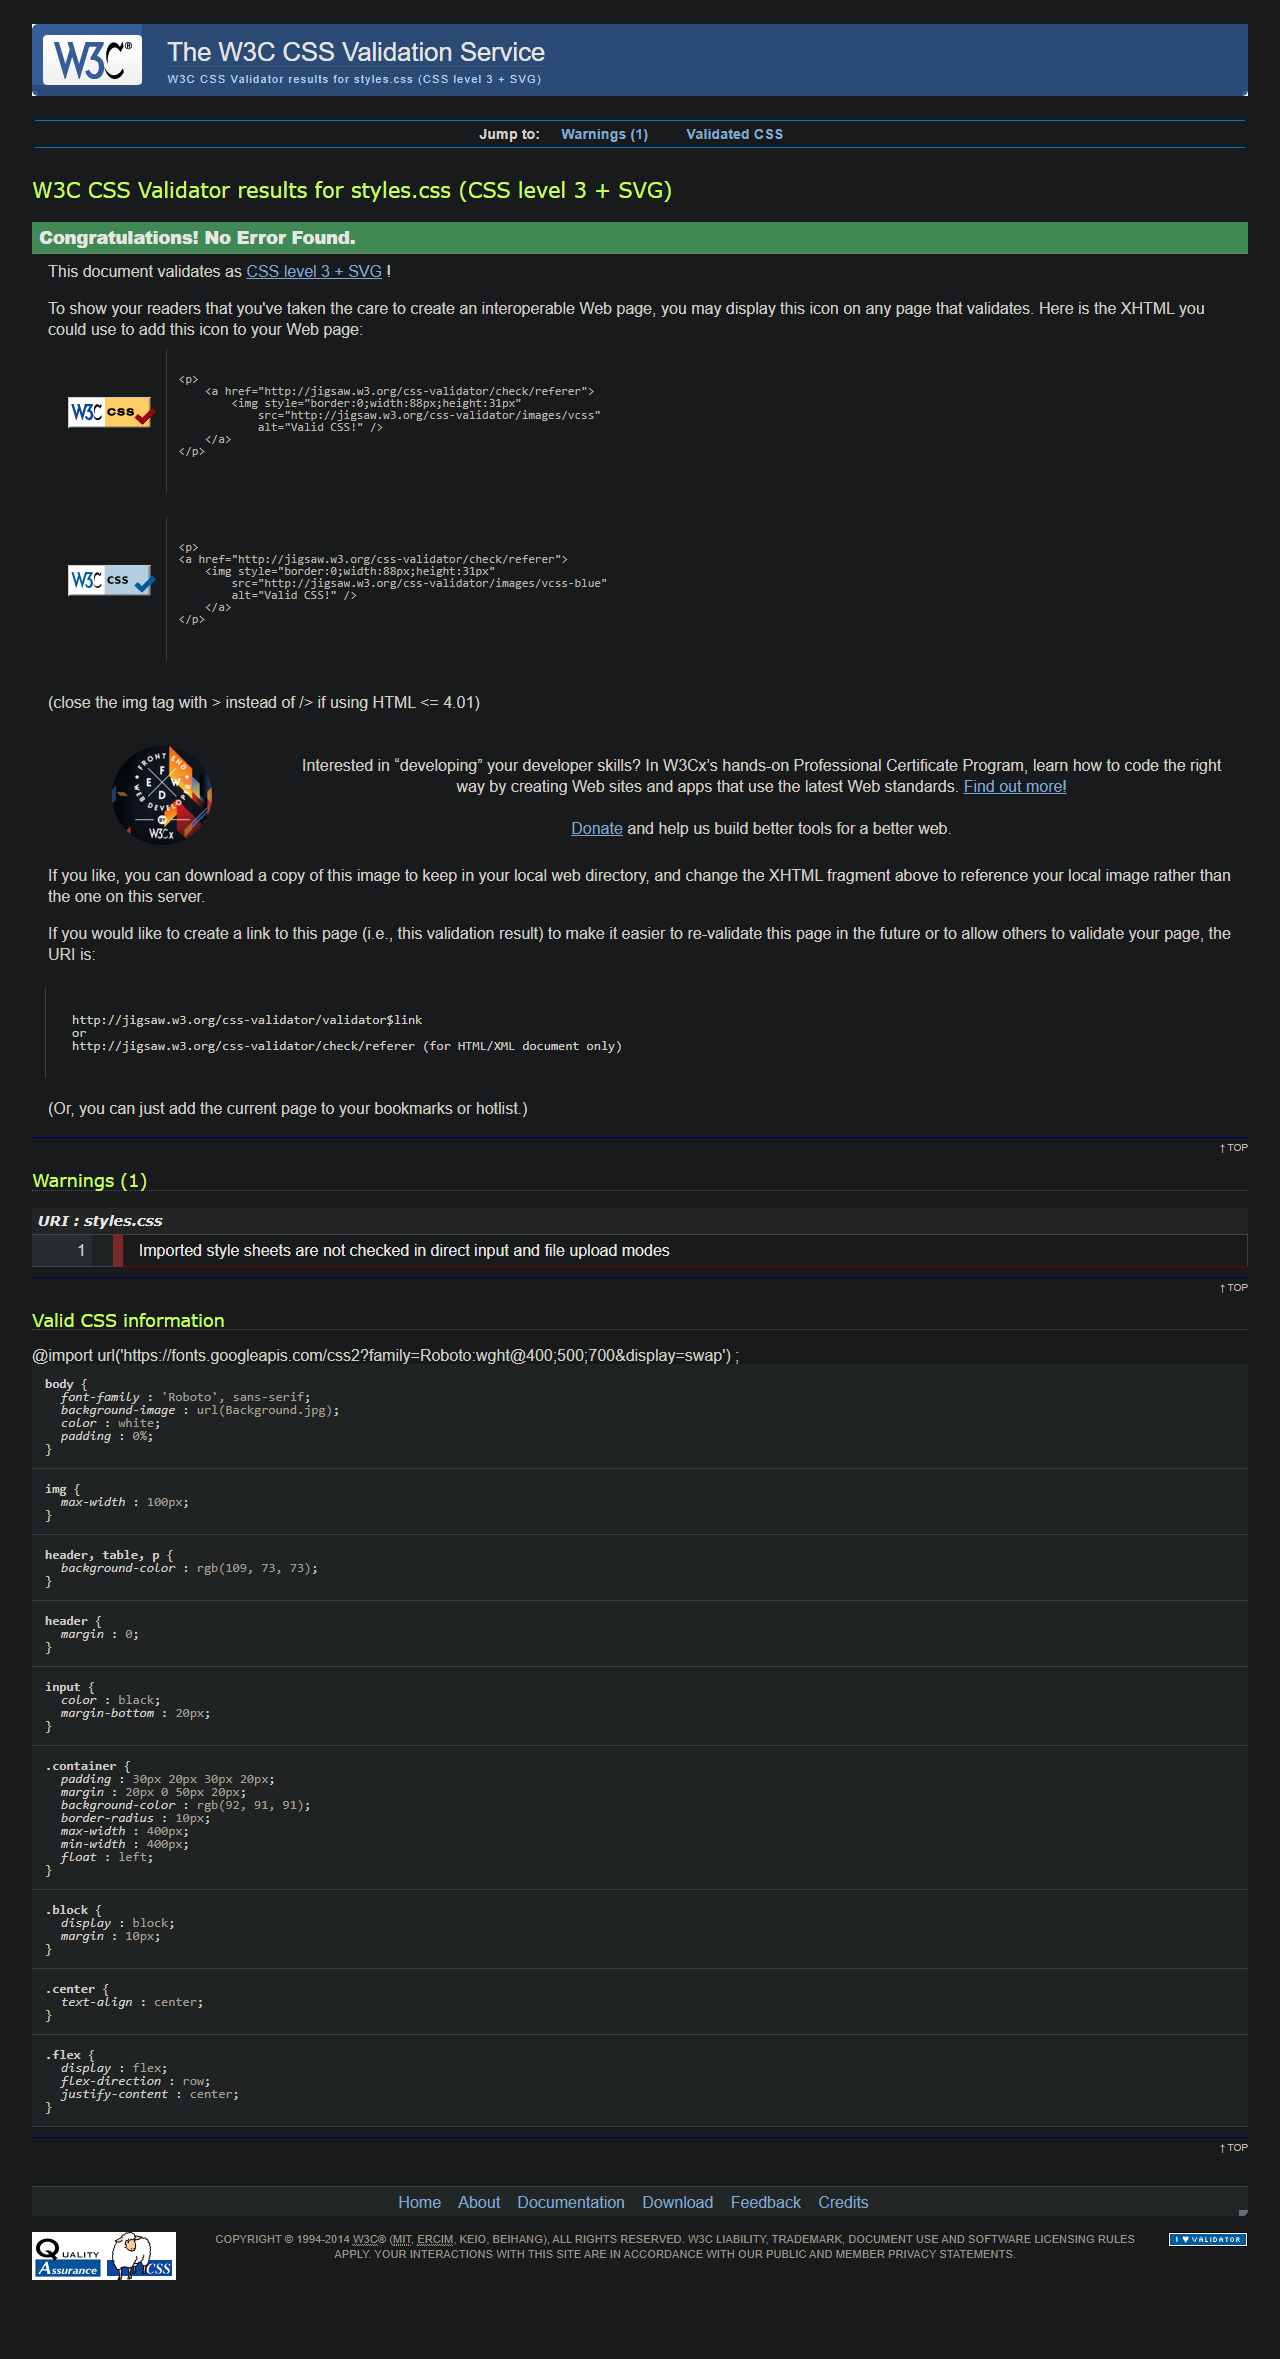 W3C®
The W3C CSS Validation Service
W3C CSS Validator results for styles.css (CSS level 3 + SVG)
Jump to: Warnings (1) Validated CSS
W3C CSS Validator results for styles.css (CSS level 3 + SVG)
Congratulations! No Error Found.
This document validates as CSS level 3 + SVG !
To show your readers that you've taken the care to create an interoperable Web page, you may display this icon on any page that validates. Here is the XHTML you
could use to add this icon to your Web page:
W3C css
<p>
<a href="http://jigsaw.w3.org/css-validator/check/referer">
<img style="border:0;width:88px;height:31px"
src="http://jigsaw.w3.org/css-validator/images/vcss"
alt="Valid CSS!" />
</a>
</p>
W3C css
<p>
<a href="http://jigsaw.w3.org/css-validator/check/referer">
<img style="border:0;width:88px;height:31px"
src="http://jigsaw.w3.org/css-validator/images/vcss-blue"
alt="Valid CSS!" />
</a>
</p>
(close the img tag with > instead of /> if using HTML <= 4.01)
FRONT END
F
E W
D
WEB DEVELOPER
W3Cx
Interested in “developing” your developer skills? In W3Cx’s hands-on Professional Certificate Program, learn how to code the right
way by creating Web sites and apps that use the latest Web standards. Find out more!
Donate and help us build better tools for a better web.
If you like, you can download a copy of this image to keep in your local web directory, and change the XHTML fragment above to reference your local image rather than
the one on this server.
If you would like to create a link to this page (i.e., this validation result) to make it easier to re-validate this page in the future or to allow others to validate your page, the
URI is:
http://jigsaw.w3.org/css-validator/validator$link
or
http://jigsaw.w3.org/css-validator/check/referer (for HTML/XML document only)
(Or, you can just add the current page to your bookmarks or hotlist.)
↑ TOP
Warnings (1)
URI : styles.css
1 Imported style sheets are not checked in direct input and file upload modes
↑ TOP
Valid CSS information
@import url('https://fonts.googleapis.com/css2?family=Roboto:wght@400;500;700&display=swap') ;
body {
font-family : 'Roboto', sans-serif;
background-image : url(Background.jpg);
color : white;
padding : 0%;
}
img {
max-width : 100px;
}
header, table, p {
background-color : rgb(109, 73, 73);
}
header {
margin : 0;
}
input {
color : black;
margin-bottom : 20px;
}
.container {
padding : 30px 20px 30px 20px;
margin : 20px 0 50px 20px;
background-color : rgb(92, 91, 91);
border-radius : 10px;
max-width : 400px;
min-width : 400px;
float : left;
}
.block {
display : block;
margin : 10px;
}
.center {
text-align : center;
}
.flex {
display : flex;
flex-direction : row;
justify-content : center;
}
↑ TOP
Home About Documentation Download Feedback Credits
Quality
Assurance CSS
COPYRIGHT © 1994-2014 W3C® (MIT, ERCIM, KEIO, BEIHANG), ALL RIGHTS RESERVED. W3C LIABILITY, TRADEMARK, DOCUMENT USE AND SOFTWARE LICENSING RULES
APPLY. YOUR INTERACTIONS WITH THIS SITE ARE IN ACCORDANCE WITH OUR PUBLIC AND MEMBER PRIVACY STATEMENTS.
I ♥ VALIDATOR